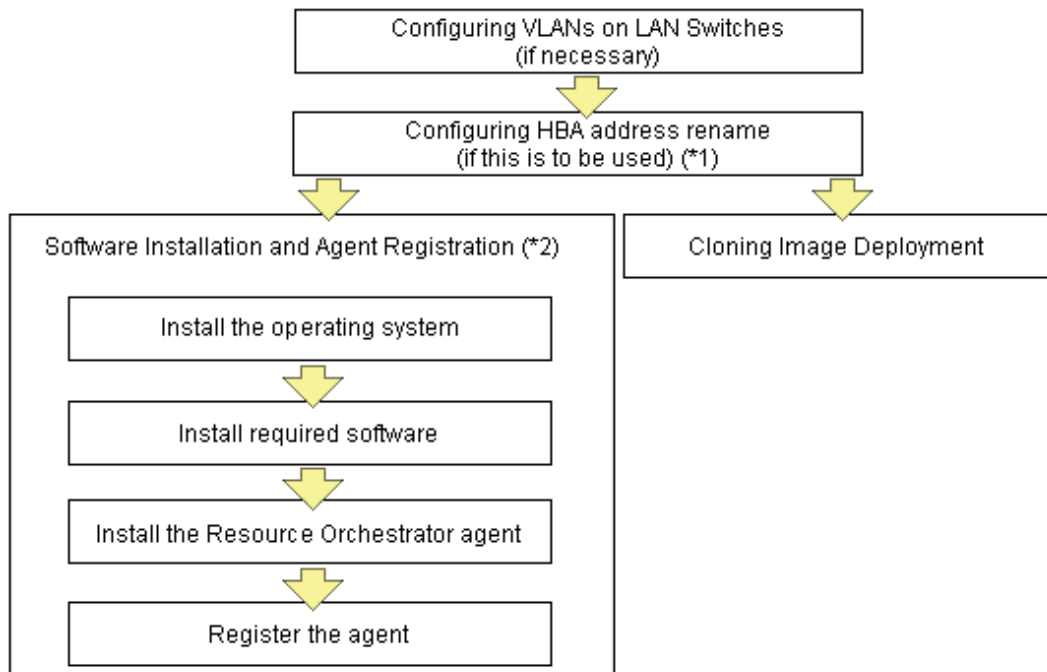 Configuring VLANs on LAN Switches
(if necessary)
Configuring HBA address rename
(if this is to be used) (*1)
Software Installation and Agent Registration (*2)
Cloning Image Deployment
Install the operating system
Install required software
Install the Resource Orchestrator agent
Register the agent